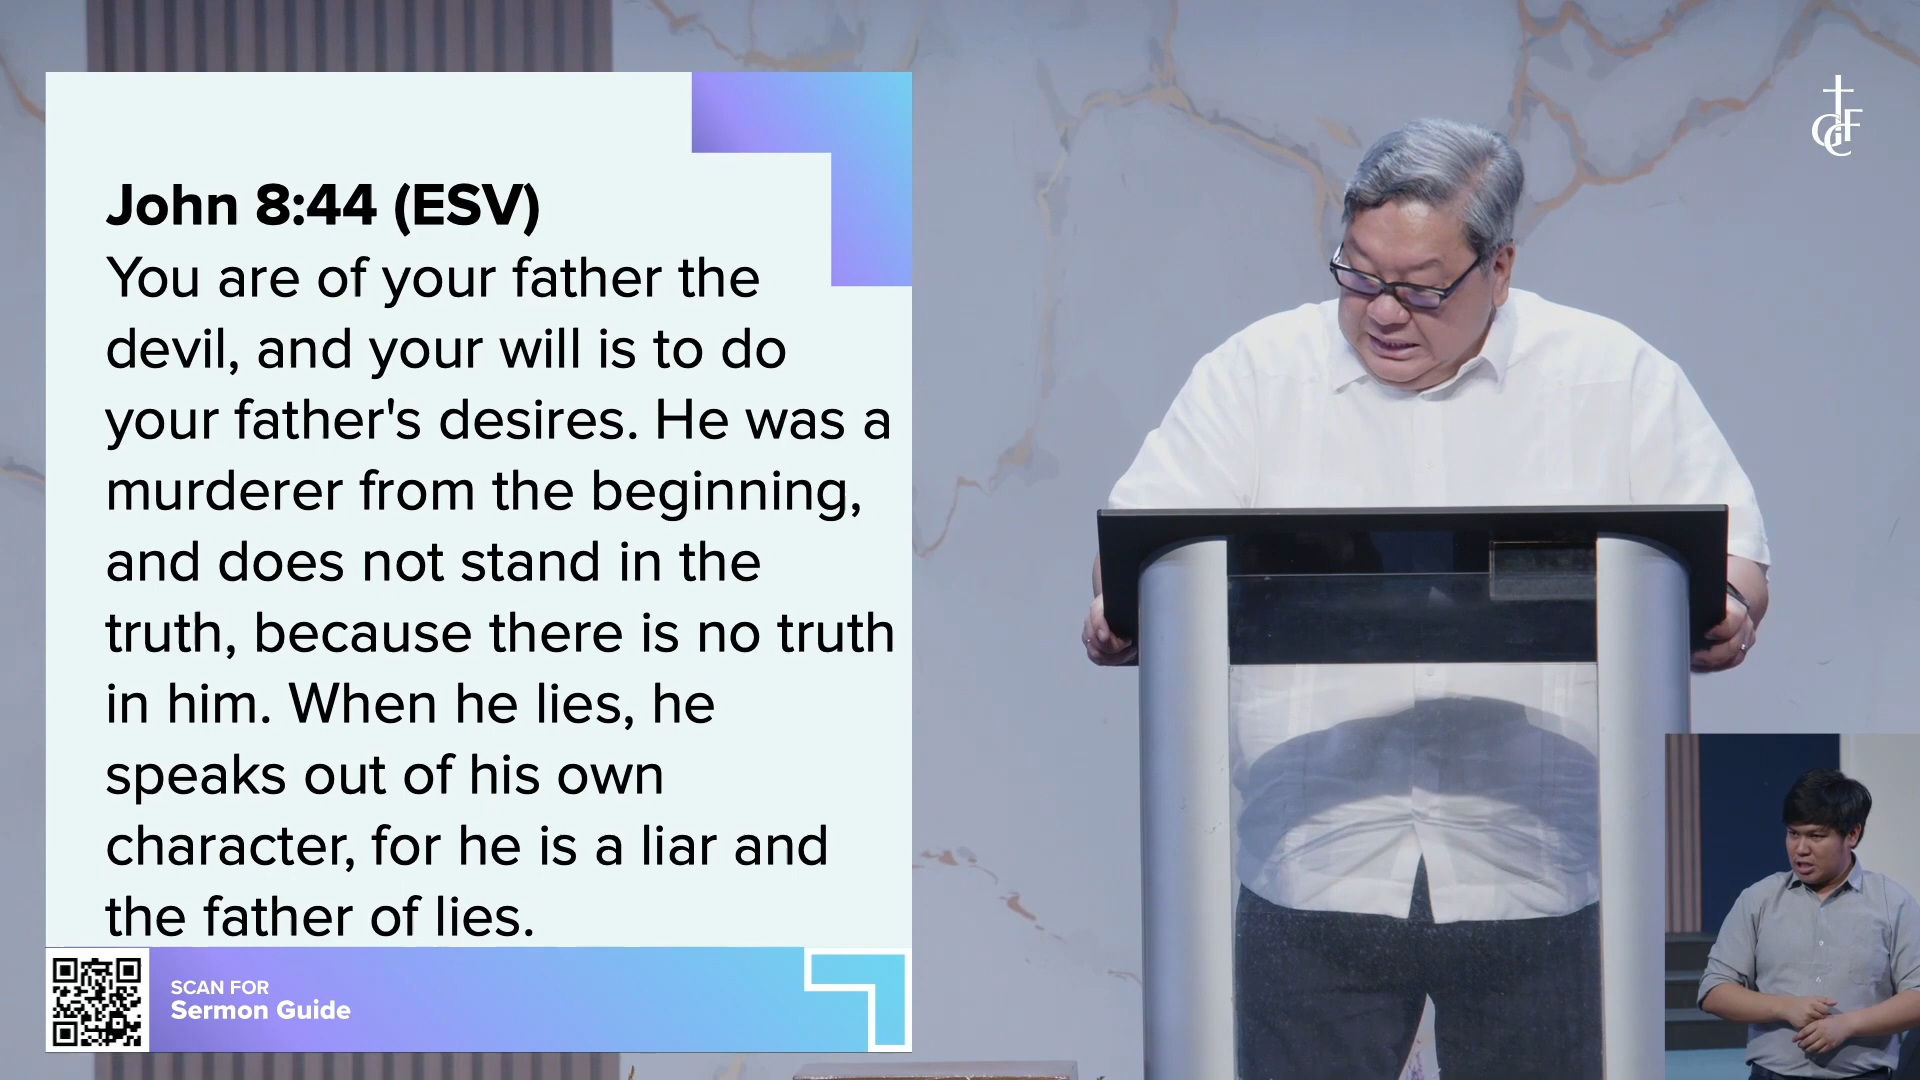 John 8:44 (ESV)
You are of your father the
devil, and your will is to do
your father's desires. He was a
murderer from the beginning,
and does not stand in the
truth, because there is no truth
in him. When he lies, he
speaks out of his own
character, for he is a liar and
the father of lies.
SCAN FOR
Sermon Guide
GCF